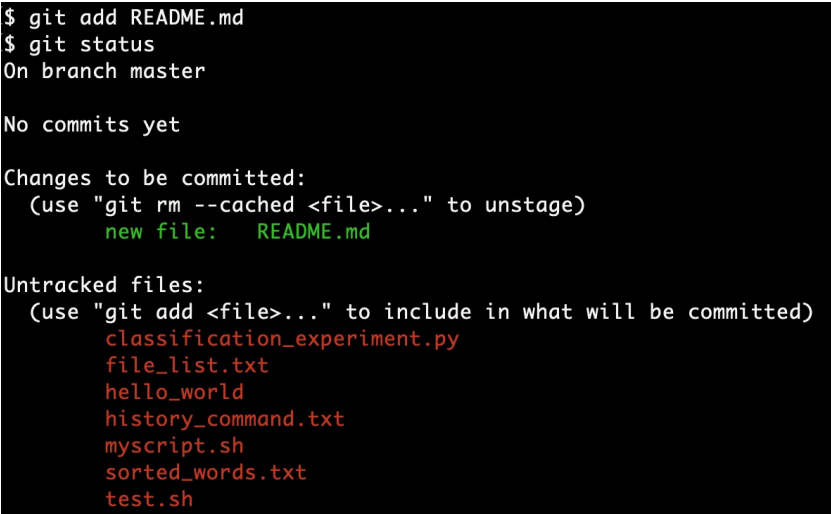 $ git add README.md
$ git status
On branch master
No commits yet
Changes to be committed:
(use "git rm --cached <file>..." to unstage)
new file: README.md
Untracked files:
(use "git add <file>..." to include in what will be committed)
classification_experiment.py
file_list.txt
hello_world
history_command.txt
myscript.sh
sorted_words.txt
test.sh